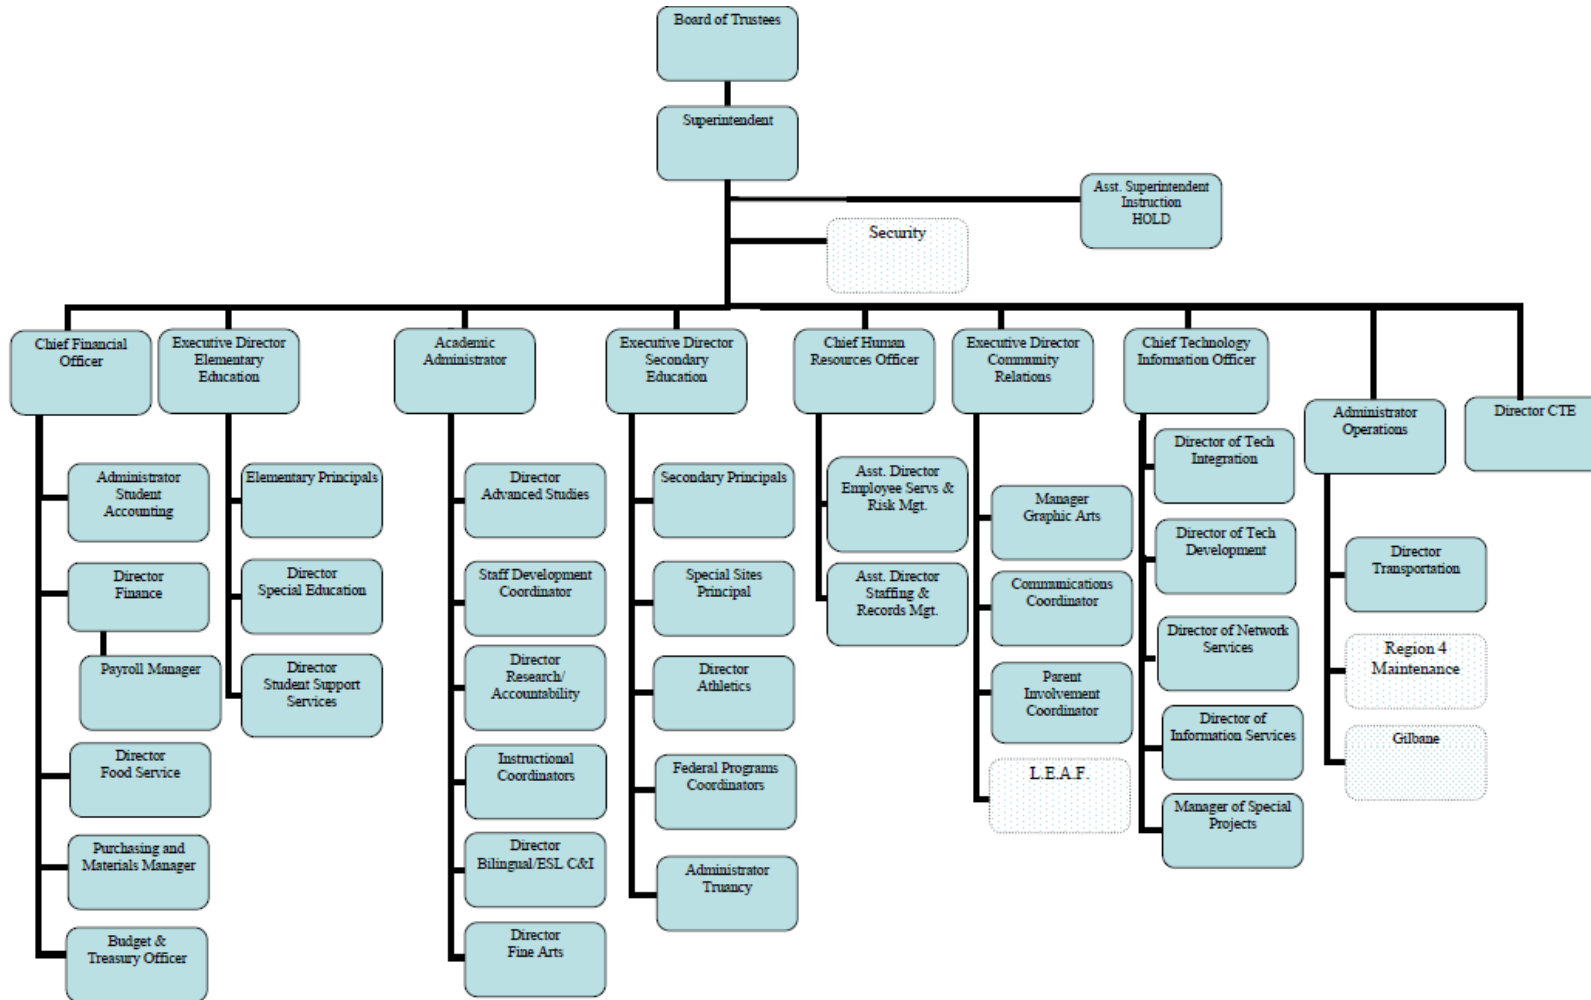 Board of Trustees
Superintendent
Asst. Superintendent
Instruction
HOLD
Security
Chief Financial
Officer
Executive Director
Elementary
Education
Academic
Administrator
Executive Director
Secondary
Education
Chief Human
Resources Officer
Executive Director
Community
Relations
Chief Technology
Information Officer
Administrator
Operations
Director CTE
Administrator
Student
Accounting
Director
Finance
Payroll Manager
Director
Food Service
Purchasing and
Materials Manager
Budget &
Treasury Officer
Elementary Principals
Director
Special Education
Director
Student Support
Services
Director
Advanced Studies
Staff Development
Coordinator
Director
Research/
Accountability
Instructional
Coordinators
Director
Bilingual/ESL C&I
Director
Fine Arts
Secondary Principals
Special Sites
Principal
Director
Athletics
Federal Programs
Coordinators
Administrator
Truancy
Asst. Director
Employee Servs &
Risk Mgt.
Asst. Director
Staffing &
Records Mgt.
Manager
Graphic Arts
Communications
Coordinator
Parent
Involvement
Coordinator
L.E.A.F.
Director of Tech
Integration
Director of Tech
Development
Director of Network
Services
Director of
Information Services
Manager of Special
Projects
Director
Transportation
Region 4
Maintenance
Gilbane